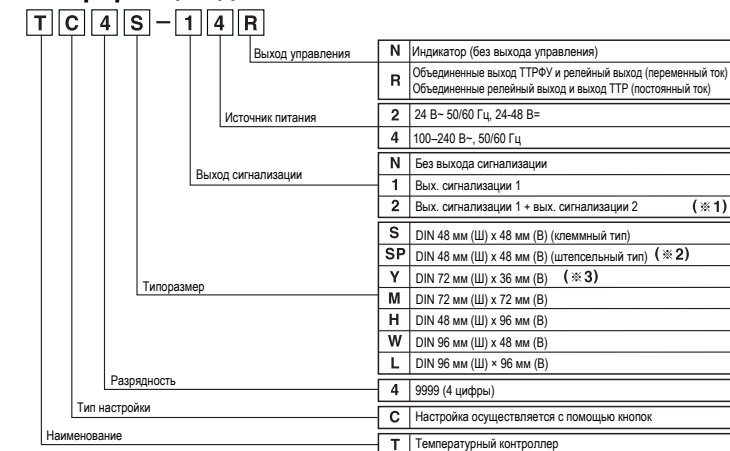 T C 4 S – 1 4 R
Выход управления
N Индикатор (без выхода управления)
R Объединенные выход ТТРФУ и релейный выход (переменный ток)
Объединенные релейный выход и выход ТТР (постоянный ток)
Источник питания
2 24 В~ 50/60 Гц, 24-48 В=
4 100–240 В~, 50/60 Гц
Выход сигнализации
N Без выхода сигнализации
1 Вых. сигнализации 1
2 Вых. сигнализации 1 + вых. сигнализации 2 (※1)
Типоразмер
S DIN 48 мм (Ш) x 48 мм (В) (клеммный тип)
SP DIN 48 мм (Ш) x 48 мм (В) (штепсельный тип) (※2)
Y DIN 72 мм (Ш) x 36 мм (В) (※3)
M DIN 72 мм (Ш) x 72 мм (В)
H DIN 48 мм (Ш) x 96 мм (В)
W DIN 96 мм (Ш) x 48 мм (В)
L DIN 96 мм (Ш) × 96 мм (В)
Разрядность
4 9999 (4 цифры)
Тип настройки
C Настройка осуществляется с помощью кнопок
Наименование
T Температурный контроллер